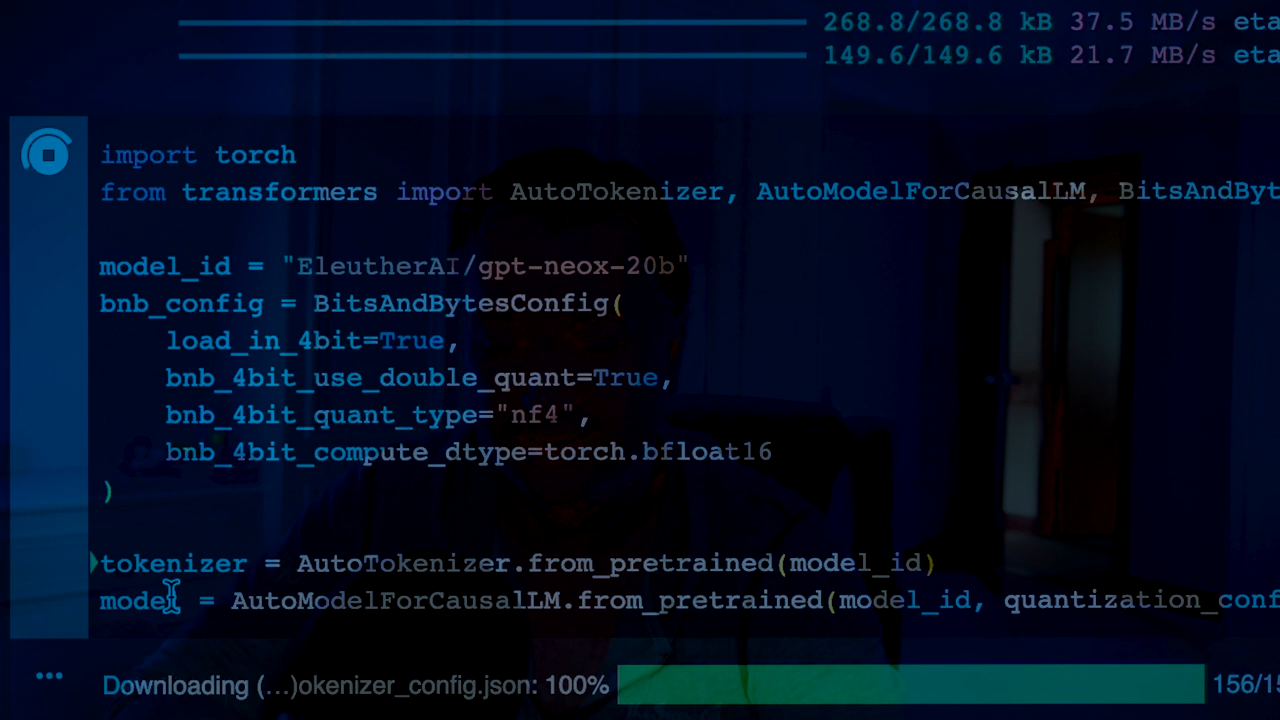 268.8/268.8 kB 37.5 MB/s eta
149.6/149.6 kB 21.7 MB/s eta
import torch
from transformers import AutoTokenizer, AutoModelForCausalLM, BitsAndByt
model_id = "EleutherAI/gpt-neox-20b"
bnb_config = BitsAndBytesConfig(
    load_in_4bit=True,
    bnb_4bit_use_double_quant=True,
    bnb_4bit_quant_type="nf4",
    bnb_4bit_compute_dtype=torch.bfloat16
)
tokenizer = AutoTokenizer.from_pretrained(model_id)
model = AutoModelForCausalLM.from_pretrained(model_id, quantization_conf
Downloading (…)okenizer_config.json: 100% 156/15